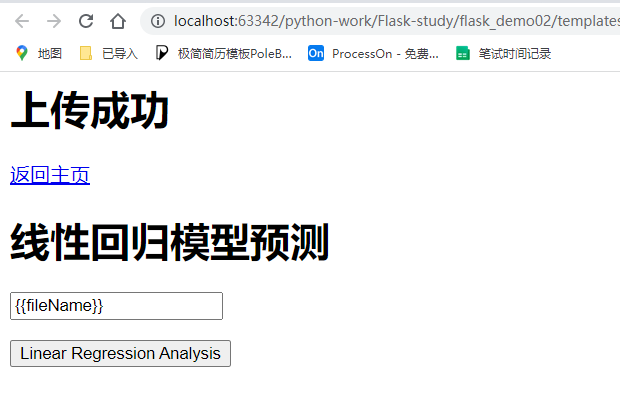 localhost:63342/python-work/Flask-study/flask_demo02/templates
地图 已导入 极简简历模板PoleB... On ProcessOn - 免费... 笔试时间记录
上传成功
返回主页
线性回归模型预测
{{fileName}}
Linear Regression Analysis